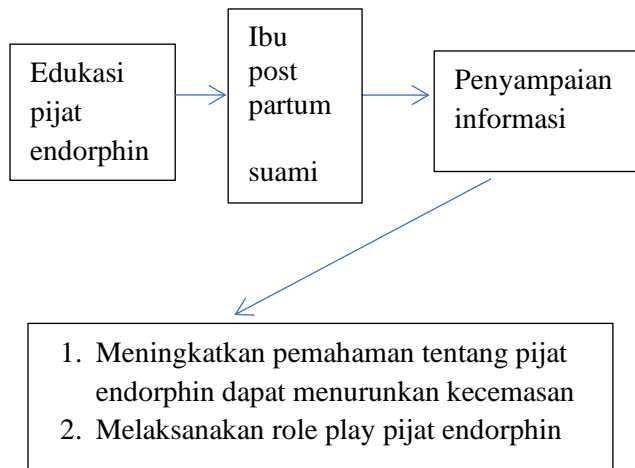 Edukasi
pijat
endorphin
Ibu
post
partum
suami
Penyampaian
informasi
1. Meningkatkan pemahaman tentang pijat
endorphin dapat menurunkan kecemasan
2. Melaksanakan role play pijat endorphin